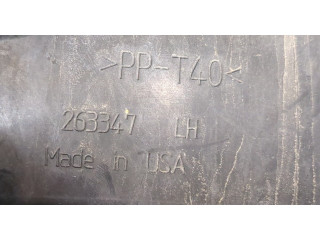 >PP-T40<
263347 LH
Made in USA